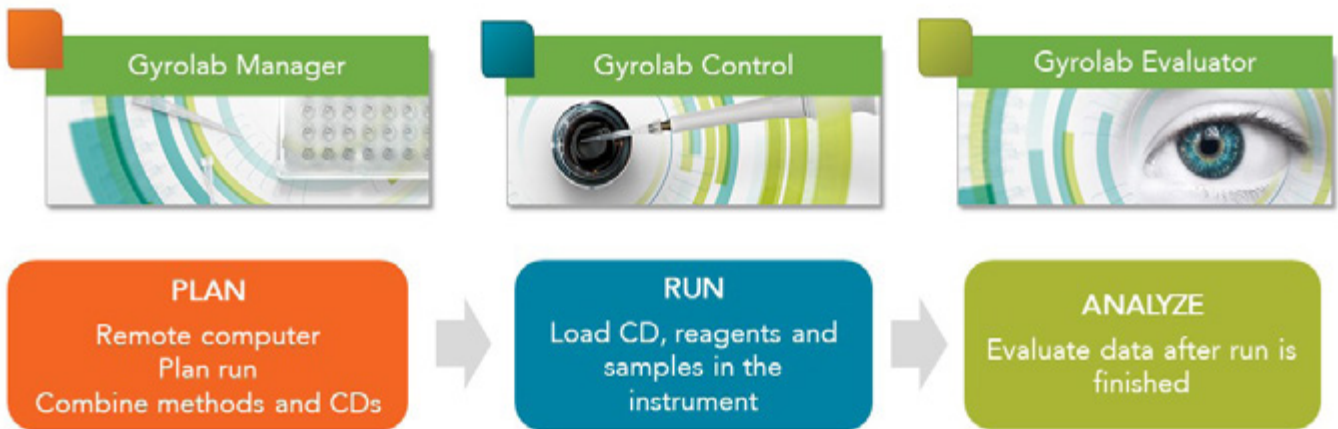 Gyrolab Manager
Gyrolab Control
Gyrolab Evaluator
PLAN
Remote computer
Plan run
Combine methods and CDs
RUN
Load CD, reagents and
samples in the
instrument
ANALYZE
Evaluate data after run is
finished